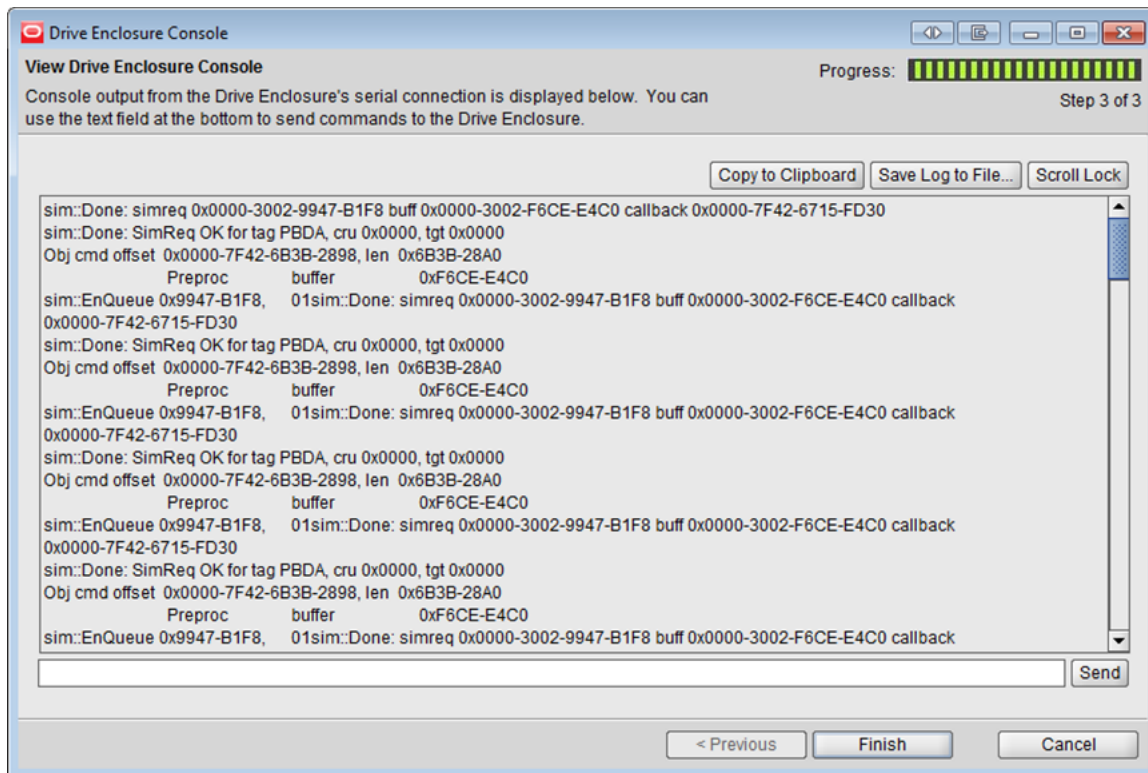 Drive Enclosure Console
View Drive Enclosure Console
Progress:
Console output from the Drive Enclosure's serial connection is displayed below. You can
use the text field at the bottom to send commands to the Drive Enclosure.
Step 3 of 3
Copy to Clipboard Save Log to File... Scroll Lock
sim::Done: simreq 0x0000-3002-9947-B1F8 buff 0x0000-3002-F6CE-E4C0 callback 0x0000-7F42-6715-FD30
sim::Done: SimReq OK for tag PBDA, cru 0x0000, tgt 0x0000
Obj cmd offset 0x0000-7F42-6B3B-2898, len 0x6B3B-28A0
Preproc buffer 0xF6CE-E4C0
sim::EnQueue 0x9947-B1F8, 01sim::Done: simreq 0x0000-3002-9947-B1F8 buff 0x0000-3002-F6CE-E4C0 callback
0x0000-7F42-6715-FD30
sim::Done: SimReq OK for tag PBDA, cru 0x0000, tgt 0x0000
Obj cmd offset 0x0000-7F42-6B3B-2898, len 0x6B3B-28A0
Preproc buffer 0xF6CE-E4C0
sim::EnQueue 0x9947-B1F8, 01sim::Done: simreq 0x0000-3002-9947-B1F8 buff 0x0000-3002-F6CE-E4C0 callback
0x0000-7F42-6715-FD30
sim::Done: SimReq OK for tag PBDA, cru 0x0000, tgt 0x0000
Obj cmd offset 0x0000-7F42-6B3B-2898, len 0x6B3B-28A0
Preproc buffer 0xF6CE-E4C0
sim::EnQueue 0x9947-B1F8, 01sim::Done: simreq 0x0000-3002-9947-B1F8 buff 0x0000-3002-F6CE-E4C0 callback
0x0000-7F42-6715-FD30
sim::Done: SimReq OK for tag PBDA, cru 0x0000, tgt 0x0000
Obj cmd offset 0x0000-7F42-6B3B-2898, len 0x6B3B-28A0
Preproc buffer 0xF6CE-E4C0
sim::EnQueue 0x9947-B1F8, 01sim::Done: simreq 0x0000-3002-9947-B1F8 buff 0x0000-3002-F6CE-E4C0 callback
Send
< Previous Finish Cancel